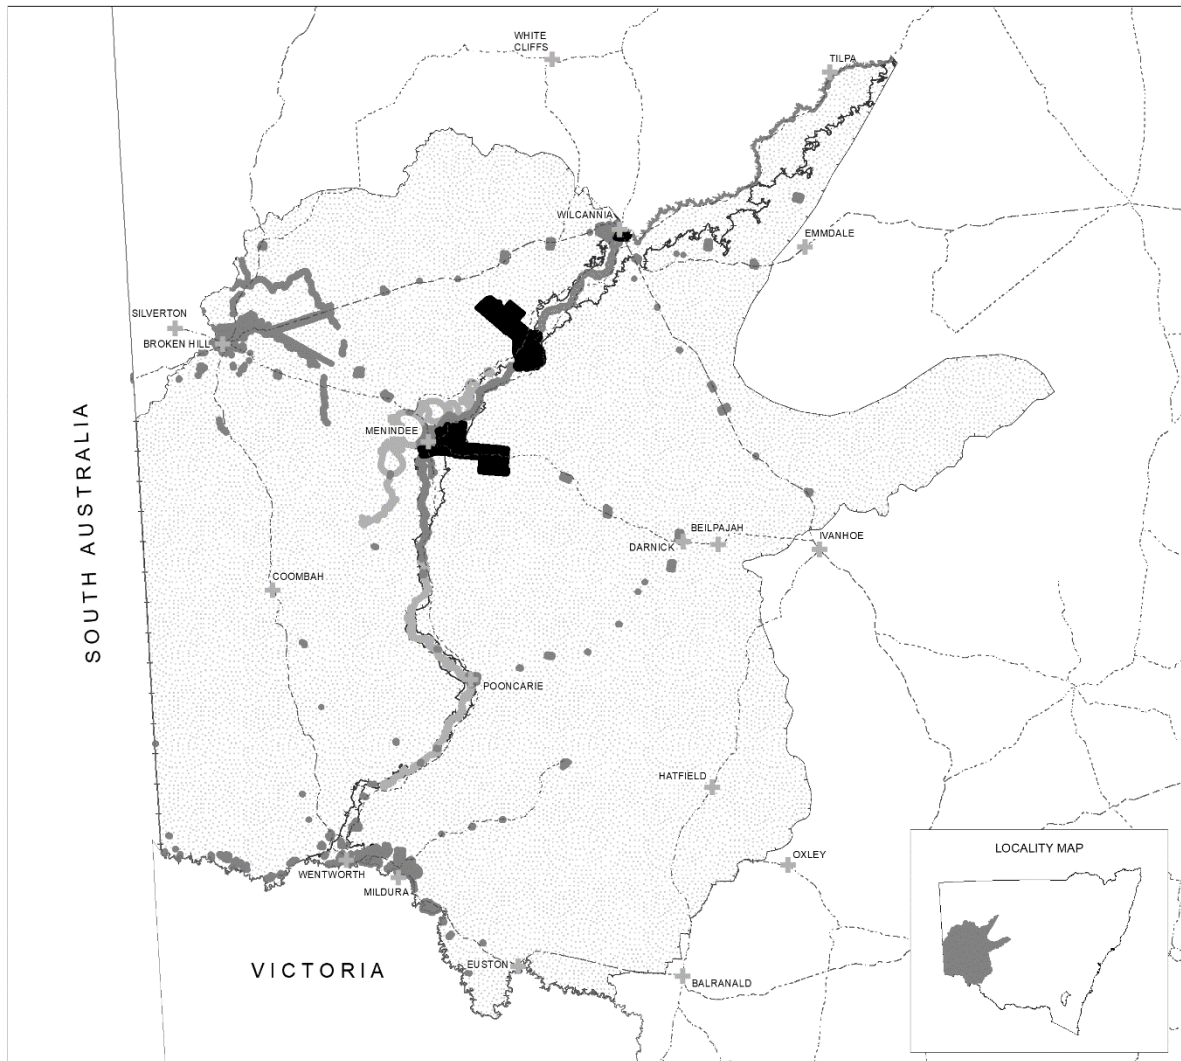 WHITE
CLIFFS
TILPA
WILCANNIA
EMMDALE
SILVERTON
BROKEN HILL
MENINDEE
SOUTH AUSTRALIA
BEILPAJAH
DARNICK
IVANHOE
COOMBAH
POONCARIE
HATFIELD
LOCALITY MAP
OXLEY
WENTWORTH
MILDURA
VICTORIA
EUSTON
BALRANALD